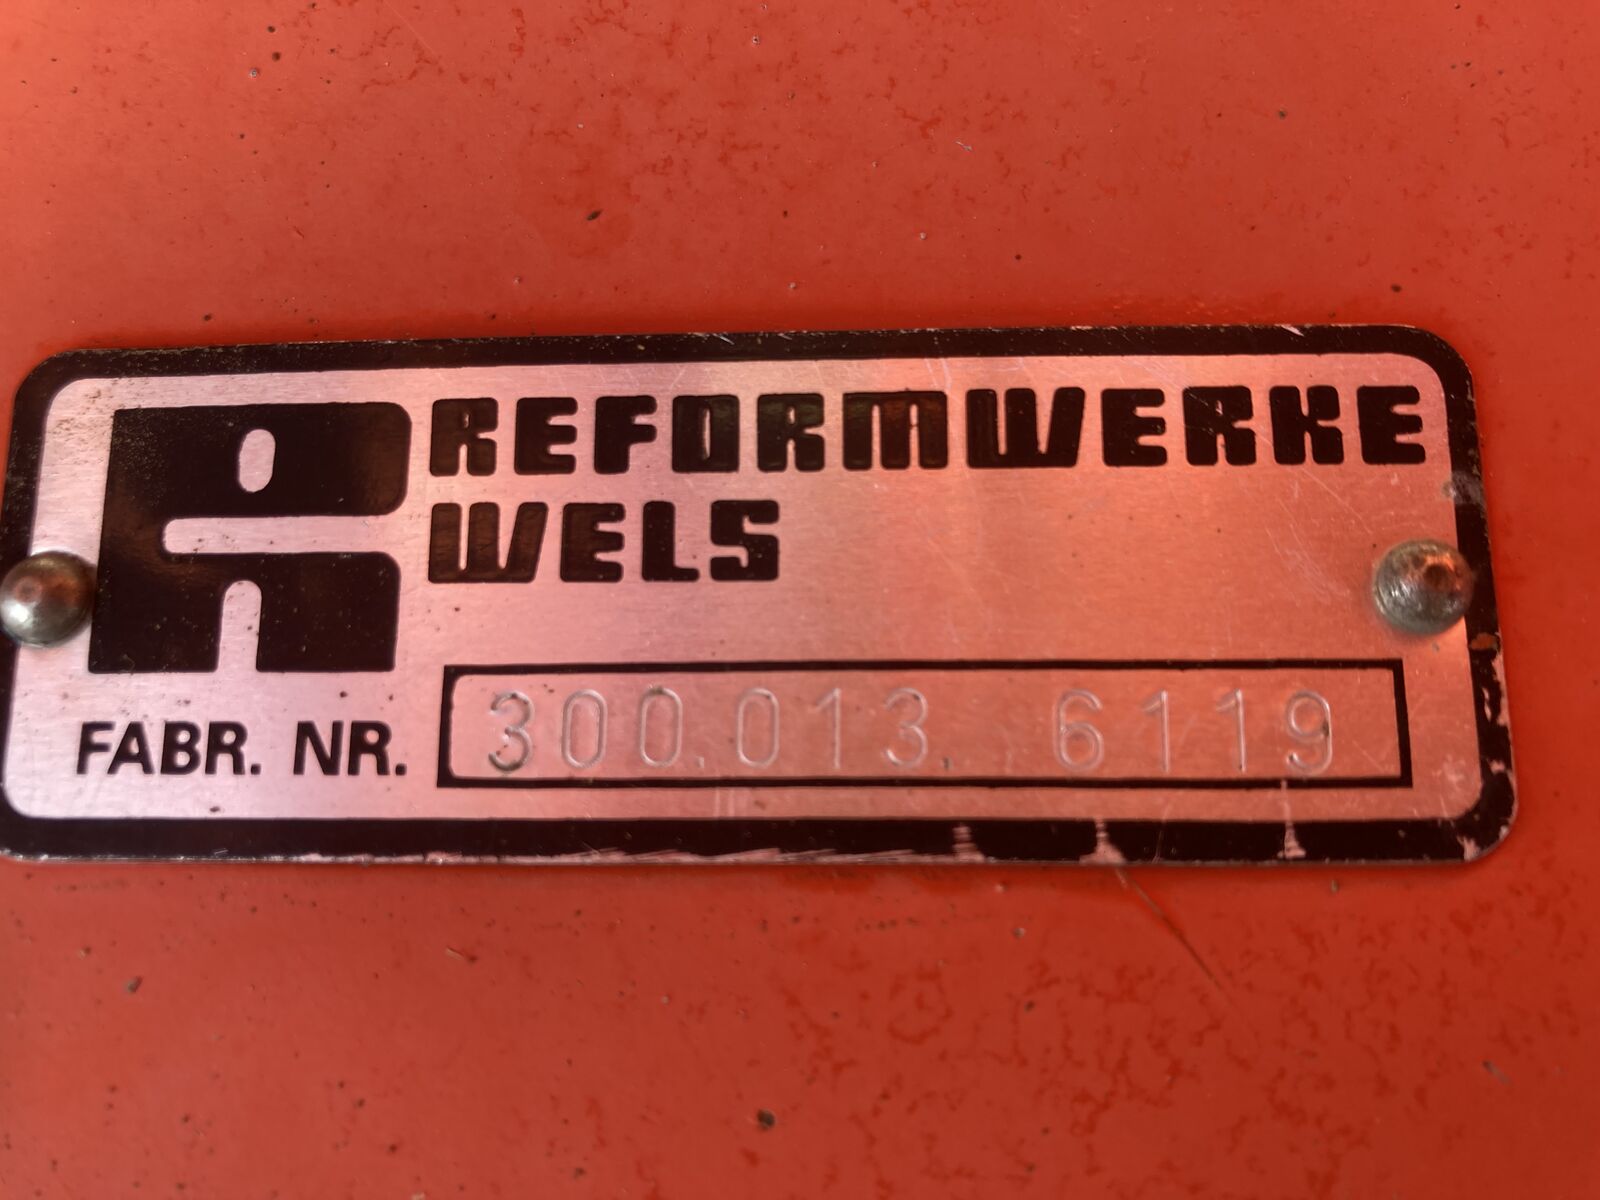 REFORMWERKE
WELS
FABR. NR. 300.013. 6119